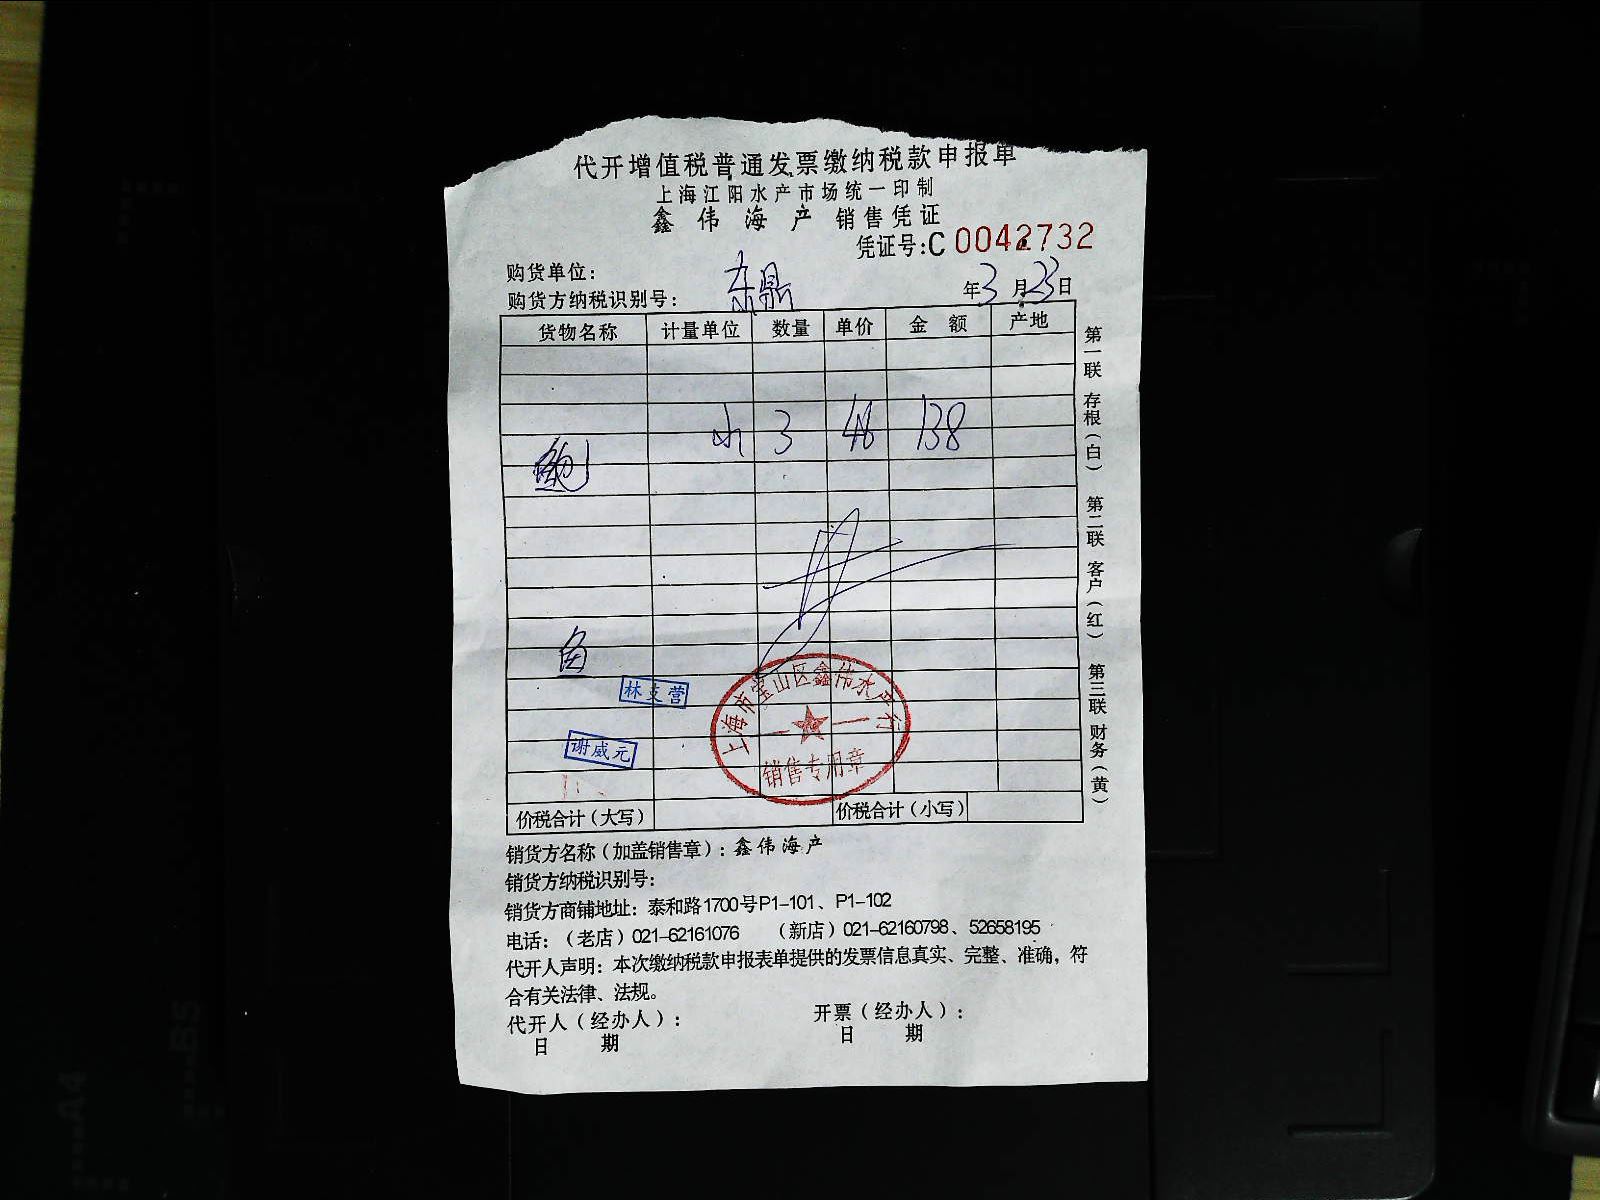 代开增值税普通发票缴纳税款申报单
上海江阳水产市场统一印制
鑫伟海产 销售凭证
凭证号:C 0042732
购货单位：
东鼎
购货方纳税识别号：
年3月23日
货物名称 计量单位 数量 单价 金额 产地
小 3 46 138
鲍
鱼
林 营
谢威元
上海市宝山区鑫伟水产行
销售专用章
价税合计（大写） 价税合计（小写）
第一联 存根（白） 第二联 客户（红） 第三联 财务（黄）
销货方名称（加盖销售章）：鑫伟海产
销货方纳税识别号：
销货方商铺地址：泰和路1700号P1-101、P1-102
电话：（老店）021-62161076 （新店）021-62160798、52658195
代开人声明：本次缴纳税款申报表单提供的发票信息真实、完整、准确，符
合有关法律、法规。
代开人（经办人）： 开票（经办人）：
日 期 日 期